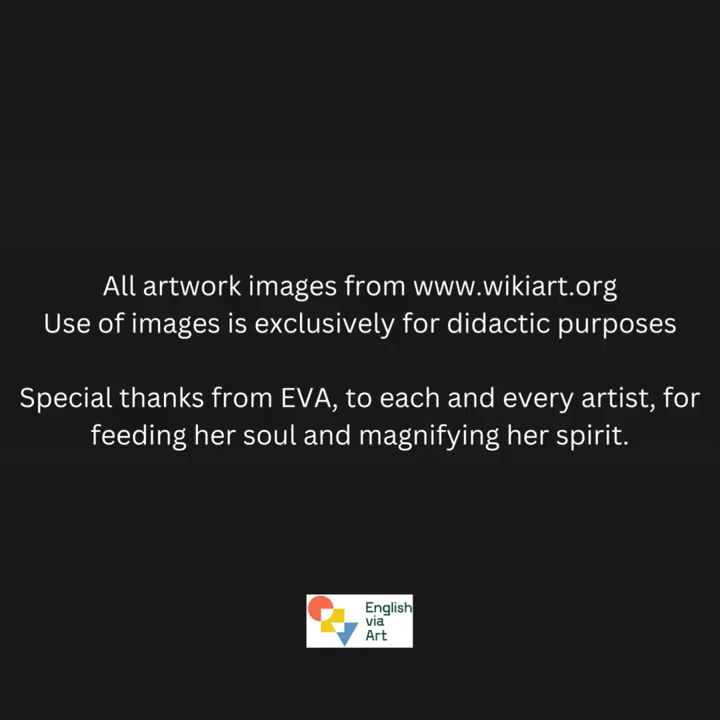 All artwork images from www.wikiart.org
Use of images is exclusively for didactic purposes
Special thanks from EVA, to each and every artist, for
feeding her soul and magnifying her spirit.
English
via
Art